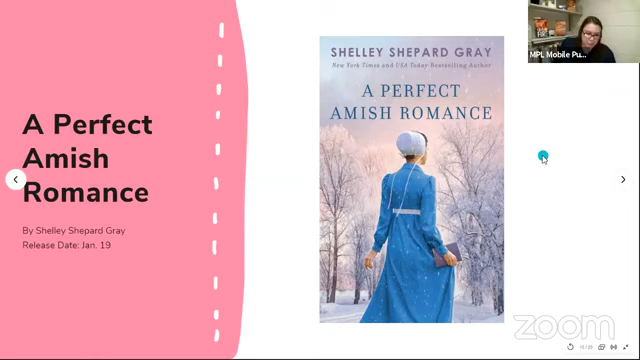 A Perfect
Amish
Romance
By Shelley Shepard Gray
Release Date: Jan. 19
SHELLEY SHEPARD GRAY
New York Times and USA Today Bestselling Author
A PERFECT
AMISH ROMANCE
MPL Mobile Pu...
zoom